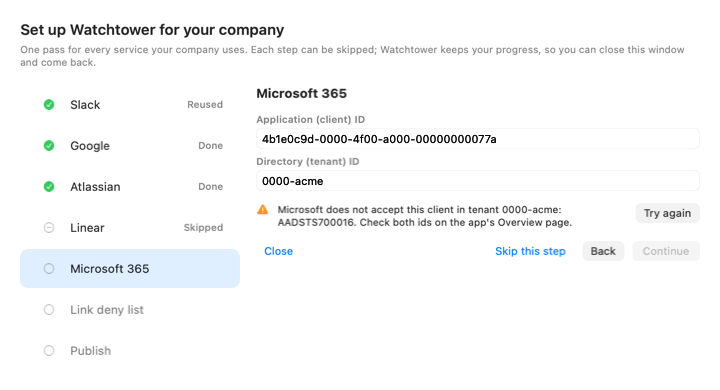 Set up Watchtower for your company
One pass for every service your company uses. Each step can be skipped; Watchtower keeps your progress, so you can close this window
and come back.
Slack Reused
Google Done
Atlassian Done
Linear Skipped
Microsoft 365
Link deny list
Publish
Microsoft 365
Application (client) ID
4b1e0c9d-0000-4f00-a000-00000000077a
Directory (tenant) ID
0000-acme
Microsoft does not accept this client in tenant 0000-acme:
AADSTS700016. Check both ids on the app's Overview page.
Try again
Close Skip this step Back Continue